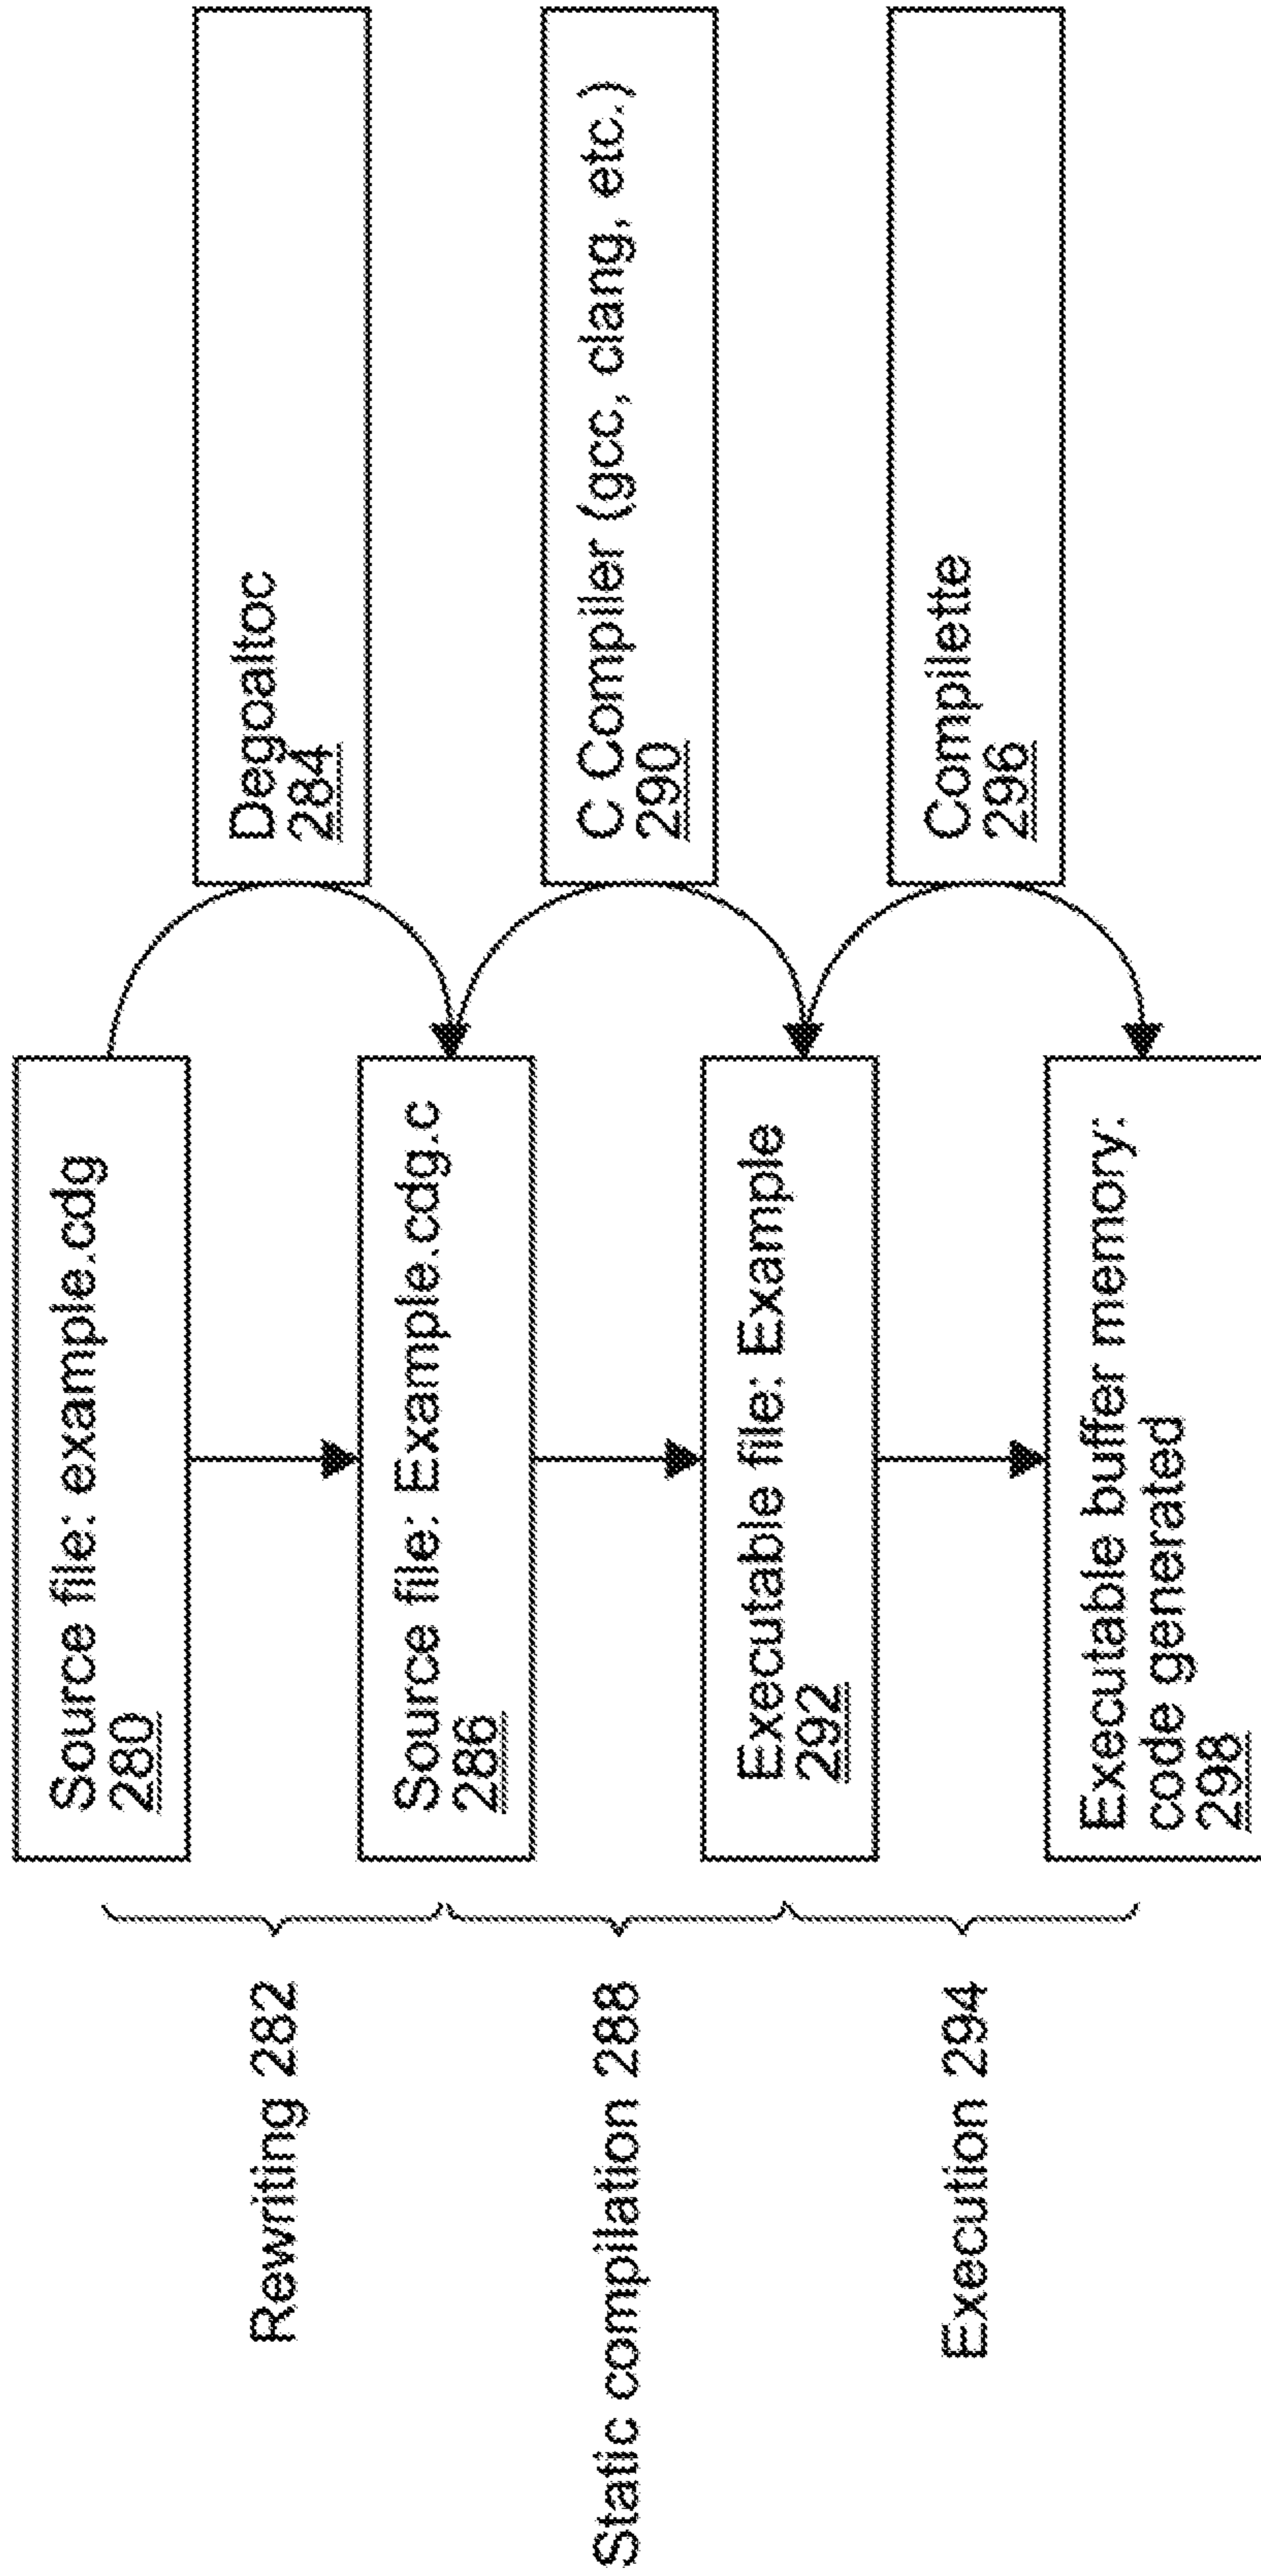 Source file: example.cdg
280
Rewriting 282
Degoaltoc
284
Source file: Example.cdg.c
286
Static compilation 288
C Compiler (gcc, clang, etc.)
290
Executable file: Example
292
Execution 294
Compilette
296
Executable buffer memory:
code generated
298